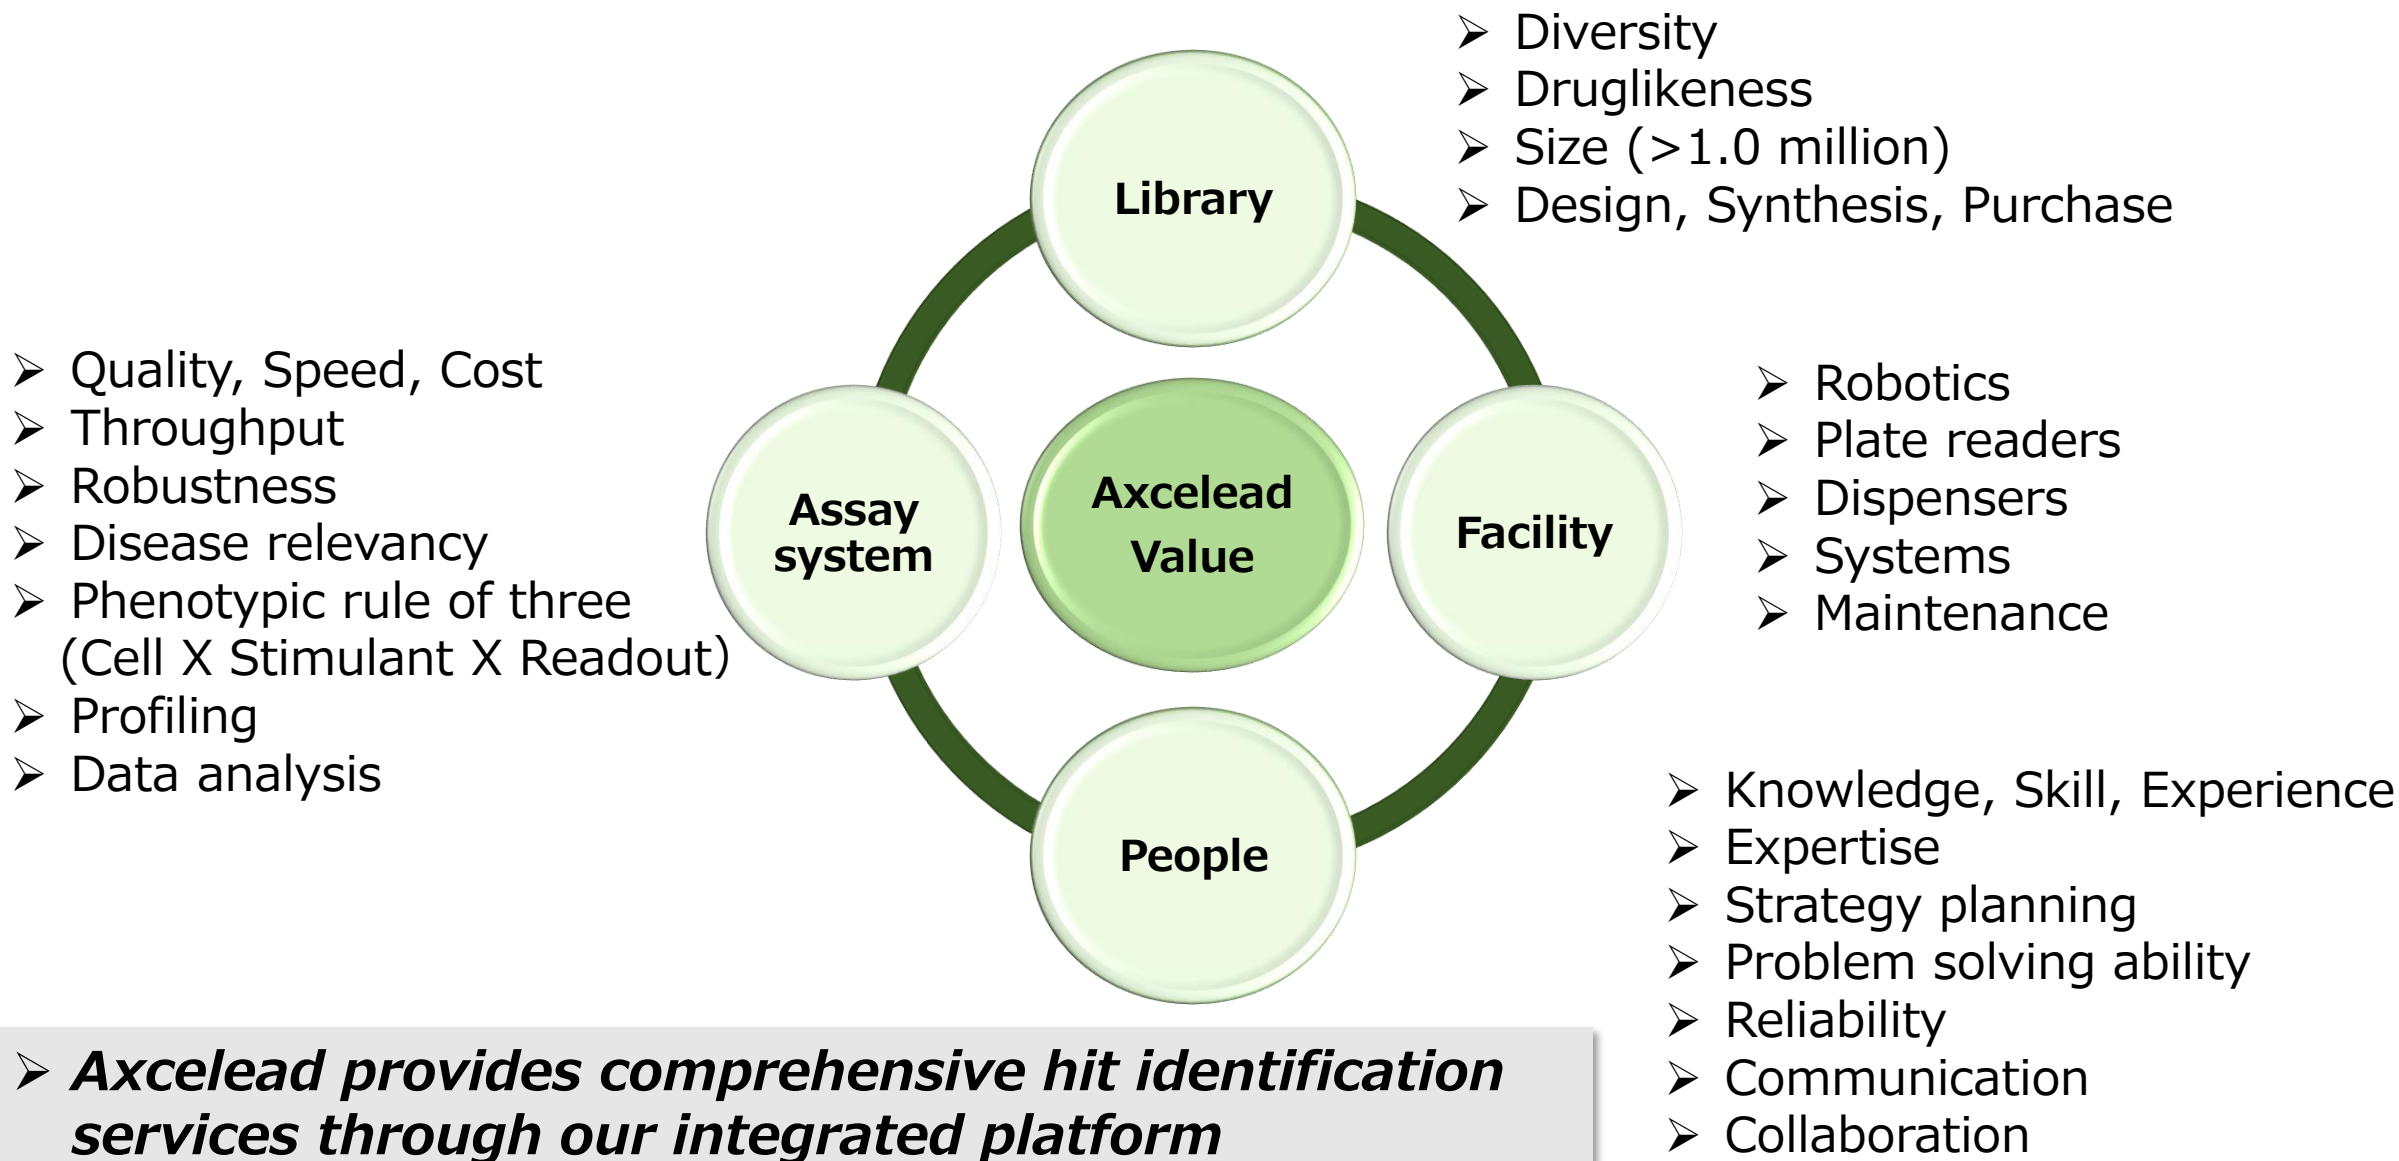 ➢ Diversity
➢ Druglikeness
➢ Size (>1.0 million)
➢ Design, Synthesis, Purchase
Library
➢ Quality, Speed, Cost
➢ Throughput
➢ Robustness
➢ Disease relevancy
➢ Phenotypic rule of three
(Cell X Stimulant X Readout)
➢ Profiling
➢ Data analysis
Assay
system
Axcelead
Value
Facility
➢ Robotics
➢ Plate readers
➢ Dispensers
➢ Systems
➢ Maintenance
People
➢ Knowledge, Skill, Experience
➢ Expertise
➢ Strategy planning
➢ Problem solving ability
➢ Reliability
➢ Communication
➢ Collaboration
➢ Axcelead provides comprehensive hit identification
services through our integrated platform